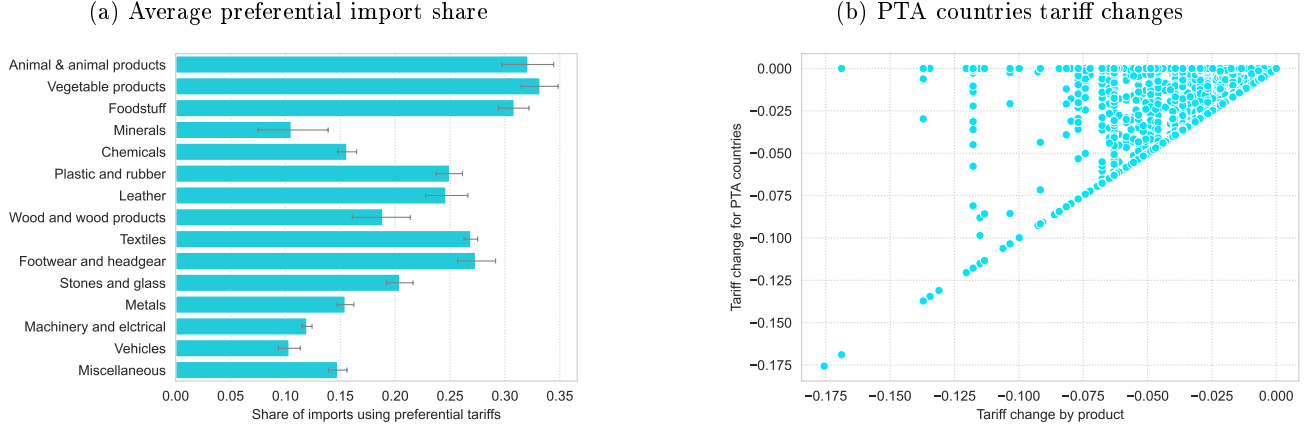 (a) Average preferential import share
Animal & animal products
Vegetable products
Foodstuff
Minerals
Chemicals
Plastic and rubber
Leather
Wood and wood products
Textiles
Footwear and headgear
Stones and glass
Metals
Machinery and elctrical
Vehicles
Miscellaneous
0.00 0.05 0.10 0.15 0.20 0.25 0.30 0.35
Share of imports using preferential tariffs
(b) PTA countries tariff changes
Tariff change for PTA countries
0.000
−0.025
−0.050
−0.075
−0.100
−0.125
−0.150
−0.175
−0.175 −0.150 −0.125 −0.100 −0.075 −0.050 −0.025 0.000
Tariff change by product